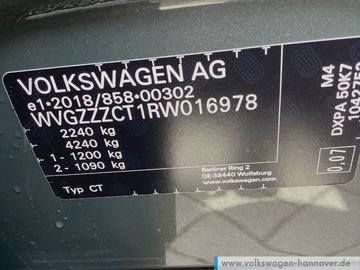 VOLKSWAGEN AG
e1*2018/858*00302
WVGZZZCT1RW016978
2240 kg
4240 kg
1 - 1200 kg
2 - 1090 kg
Typ CT
Berliner Ring 2
DE-38440 Wolfsburg
www.volkswagen.com
M4
DXPA 50K7
0,07
www.volkswagen-hannover.de